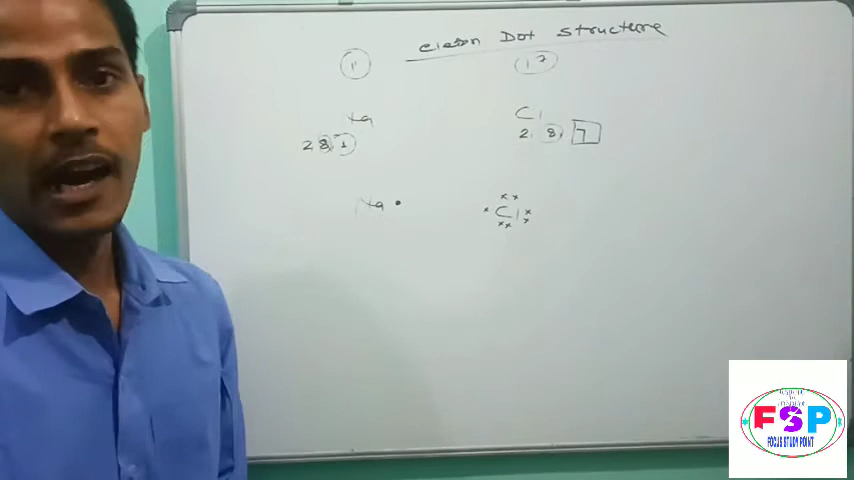 Electron Dot Structure
11 17
Na Cl
2 8 1 2, 8, 7
Na Cl
FSP
FOCUS STUDY POINT